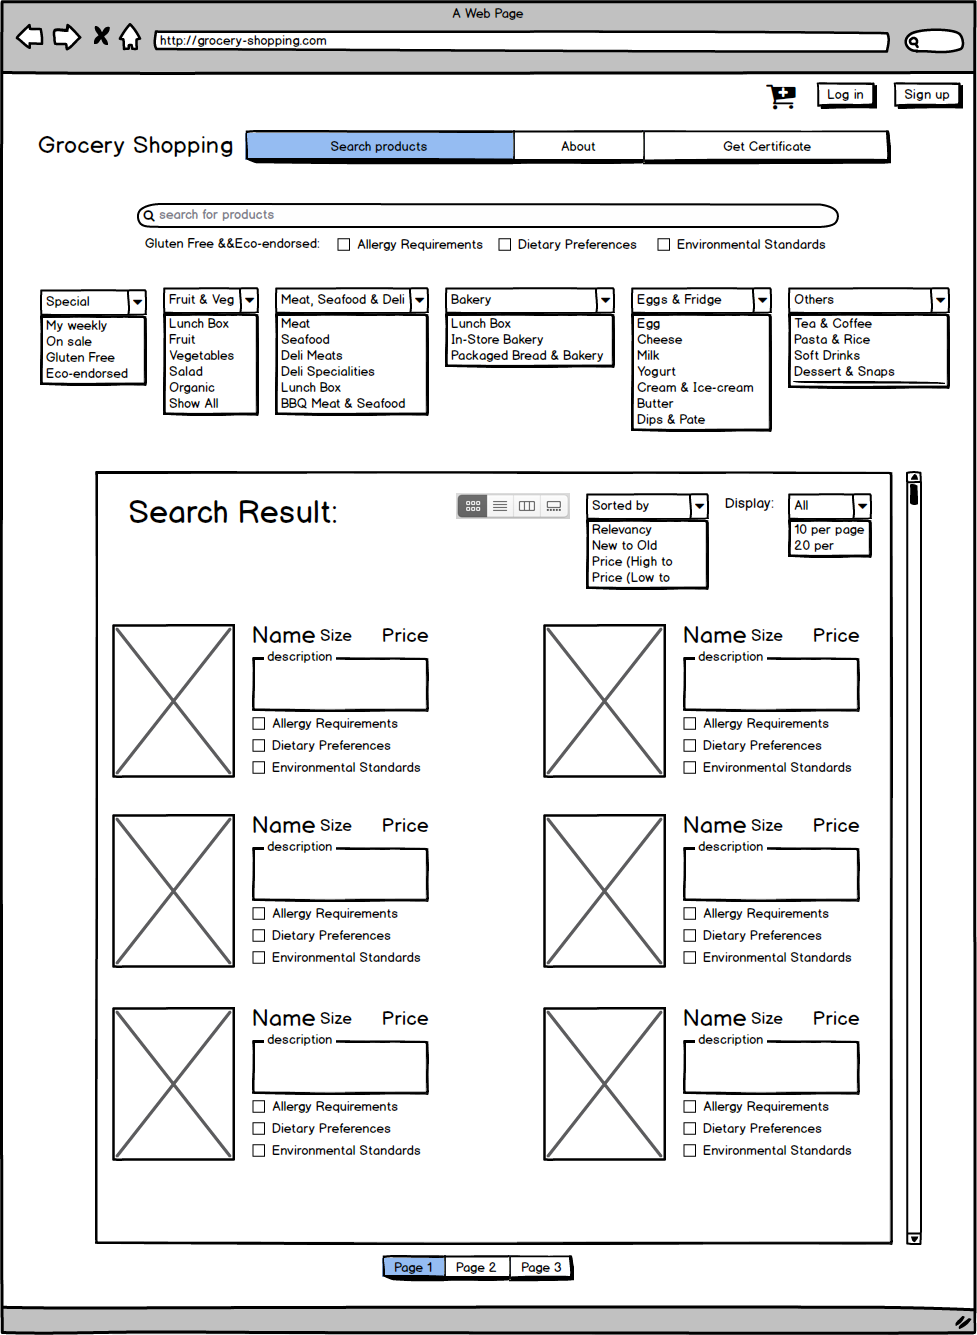 A Web Page
http://grocery-shopping.com
Log in
Sign up
Grocery Shopping
Search products
About
Get Certificate
search for products
Gluten Free &&Eco-endorsed:
Allergy Requirements
Dietary Preferences
Environmental Standards
Special
My weekly
On sale
Gluten Free
Eco-endorsed
Fruit & Veg
Lunch Box
Fruit
Vegetables
Salad
Organic
Show All
Meat, Seafood & Deli
Meat
Seafood
Deli Meats
Deli Specialities
Lunch Box
BBQ Meat & Seafood
Bakery
Lunch Box
In-Store Bakery
Packaged Bread & Bakery
Eggs & Fridge
Egg
Cheese
Milk
Yogurt
Cream & Ice-cream
Butter
Dips & Pate
Others
Tea & Coffee
Pasta & Rice
Soft Drinks
Dessert & Snaps
Search Result:
Sorted by
Relevancy
New to Old
Price (High to
Price (Low to
Display:
All
10 per page
20 per
Name Size Price
description
Allergy Requirements
Dietary Preferences
Environmental Standards
Name Size Price
description
Allergy Requirements
Dietary Preferences
Environmental Standards
Name Size Price
description
Allergy Requirements
Dietary Preferences
Environmental Standards
Name Size Price
description
Allergy Requirements
Dietary Preferences
Environmental Standards
Name Size Price
description
Allergy Requirements
Dietary Preferences
Environmental Standards
Name Size Price
description
Allergy Requirements
Dietary Preferences
Environmental Standards
Page 1
Page 2
Page 3